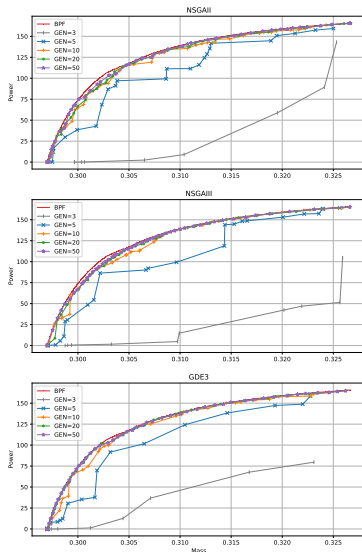 NSGAII
BPF
GEN=3
GEN=5
GEN=10
GEN=20
GEN=50
Power
150
125
100
75
50
25
0
0.300
0.305
0.310
0.315
0.320
0.325
NSGAIII
BPF
GEN=3
GEN=5
GEN=10
GEN=20
GEN=50
Power
150
125
100
75
50
25
0
0.300
0.305
0.310
0.315
0.320
0.325
GDE3
BPF
GEN=3
GEN=5
GEN=10
GEN=20
GEN=50
Power
150
125
100
75
50
25
0
0.300
0.305
0.310
0.315
0.320
0.325
Mass